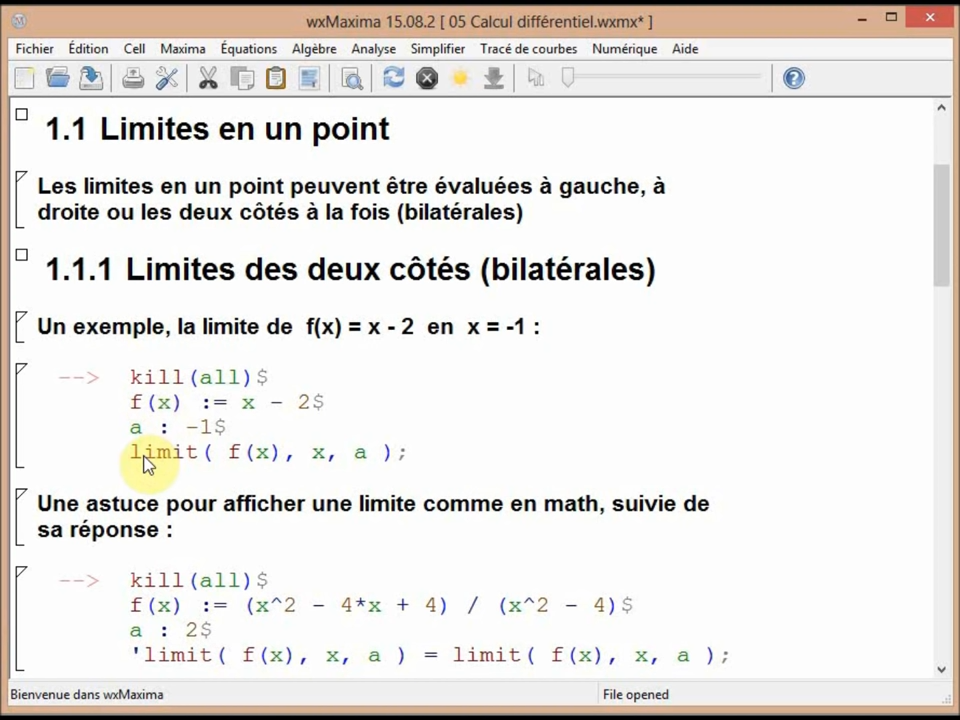 wxMaxima 15.08.2 [ 05 Calcul différentiel.wxmx* ]
Fichier Édition Cell Maxima Équations Algèbre Analyse Simplifier Tracé de courbes Numérique Aide
1.1 Limites en un point
Les limites en un point peuvent être évaluées à gauche, à
droite ou les deux côtés à la fois (bilatérales)
1.1.1 Limites des deux côtés (bilatérales)
Un exemple, la limite de f(x) = x - 2 en x = -1 :
--> kill(all)$
f(x) := x - 2$
a : -1$
limit( f(x), x, a );
Une astuce pour afficher une limite comme en math, suivie de
sa réponse :
--> kill(all)$
f(x) := (x^2 - 4*x + 4) / (x^2 - 4)$
a : 2$
'limit( f(x), x, a ) = limit( f(x), x, a );
Bienvenue dans wxMaxima File opened